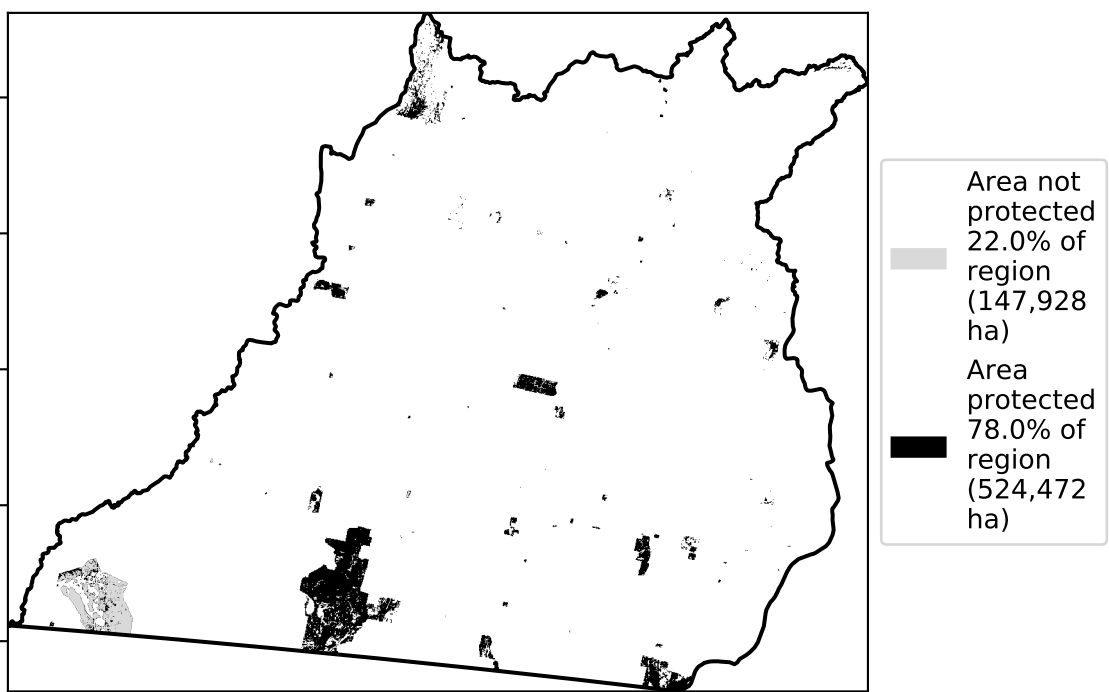 Area not
protected
22.0% of
region
(147,928
ha)
Area
protected
78.0% of
region
(524,472
ha)